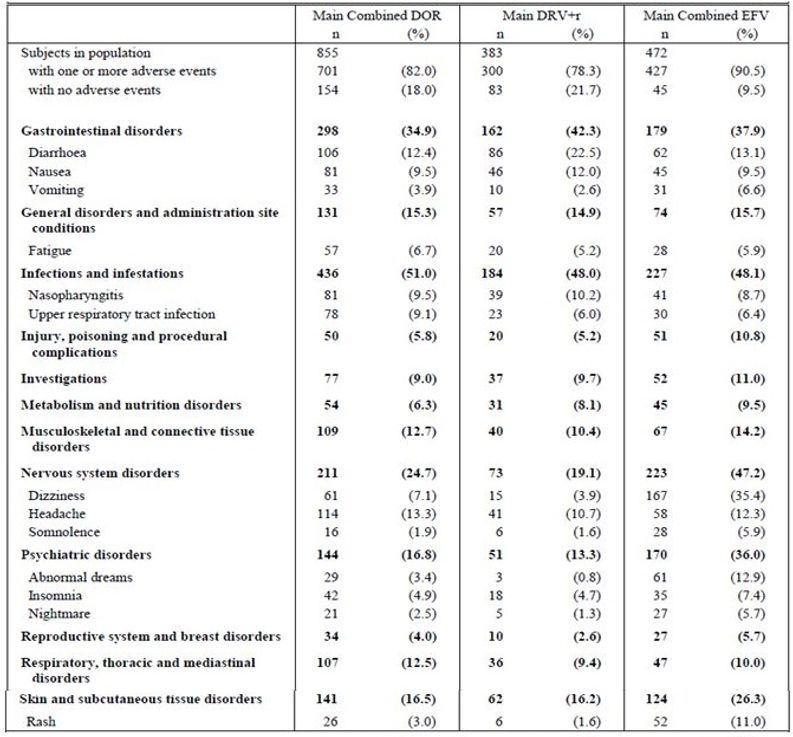 Main Combined DOR Main DRV+r Main Combined EFV
n (%) n (%) n (%)
Subjects in population 855 383 472
with one or more adverse events 701 (82.0) 300 (78.3) 427 (90.5)
with no adverse events 154 (18.0) 83 (21.7) 45 (9.5)
Gastrointestinal disorders 298 (34.9) 162 (42.3) 179 (37.9)
Diarrhoea 106 (12.4) 86 (22.5) 62 (13.1)
Nausea 81 (9.5) 46 (12.0) 45 (9.5)
Vomiting 33 (3.9) 10 (2.6) 31 (6.6)
General disorders and administration site 131 (15.3) 57 (14.9) 74 (15.7)
conditions
Fatigue 57 (6.7) 20 (5.2) 28 (5.9)
Infections and infestations 436 (51.0) 184 (48.0) 227 (48.1)
Nasopharyngitis 81 (9.5) 39 (10.2) 41 (8.7)
Upper respiratory tract infection 78 (9.1) 23 (6.0) 30 (6.4)
Injury, poisoning and procedural 50 (5.8) 20 (5.2) 51 (10.8)
complications
Investigations 77 (9.0) 37 (9.7) 52 (11.0)
Metabolism and nutrition disorders 54 (6.3) 31 (8.1) 45 (9.5)
Musculoskeletal and connective tissue 109 (12.7) 40 (10.4) 67 (14.2)
disorders
Nervous system disorders 211 (24.7) 73 (19.1) 223 (47.2)
Dizziness 61 (7.1) 15 (3.9) 167 (35.4)
Headache 114 (13.3) 41 (10.7) 58 (12.3)
Somnolence 16 (1.9) 6 (1.6) 28 (5.9)
Psychiatric disorders 144 (16.8) 51 (13.3) 170 (36.0)
Abnormal dreams 29 (3.4) 3 (0.8) 61 (12.9)
Insomnia 42 (4.9) 18 (4.7) 35 (7.4)
Nightmare 21 (2.5) 5 (1.3) 27 (5.7)
Reproductive system and breast disorders 34 (4.0) 10 (2.6) 27 (5.7)
Respiratory, thoracic and mediastinal 107 (12.5) 36 (9.4) 47 (10.0)
disorders
Skin and subcutaneous tissue disorders 141 (16.5) 62 (16.2) 124 (26.3)
Rash 26 (3.0) 6 (1.6) 52 (11.0)